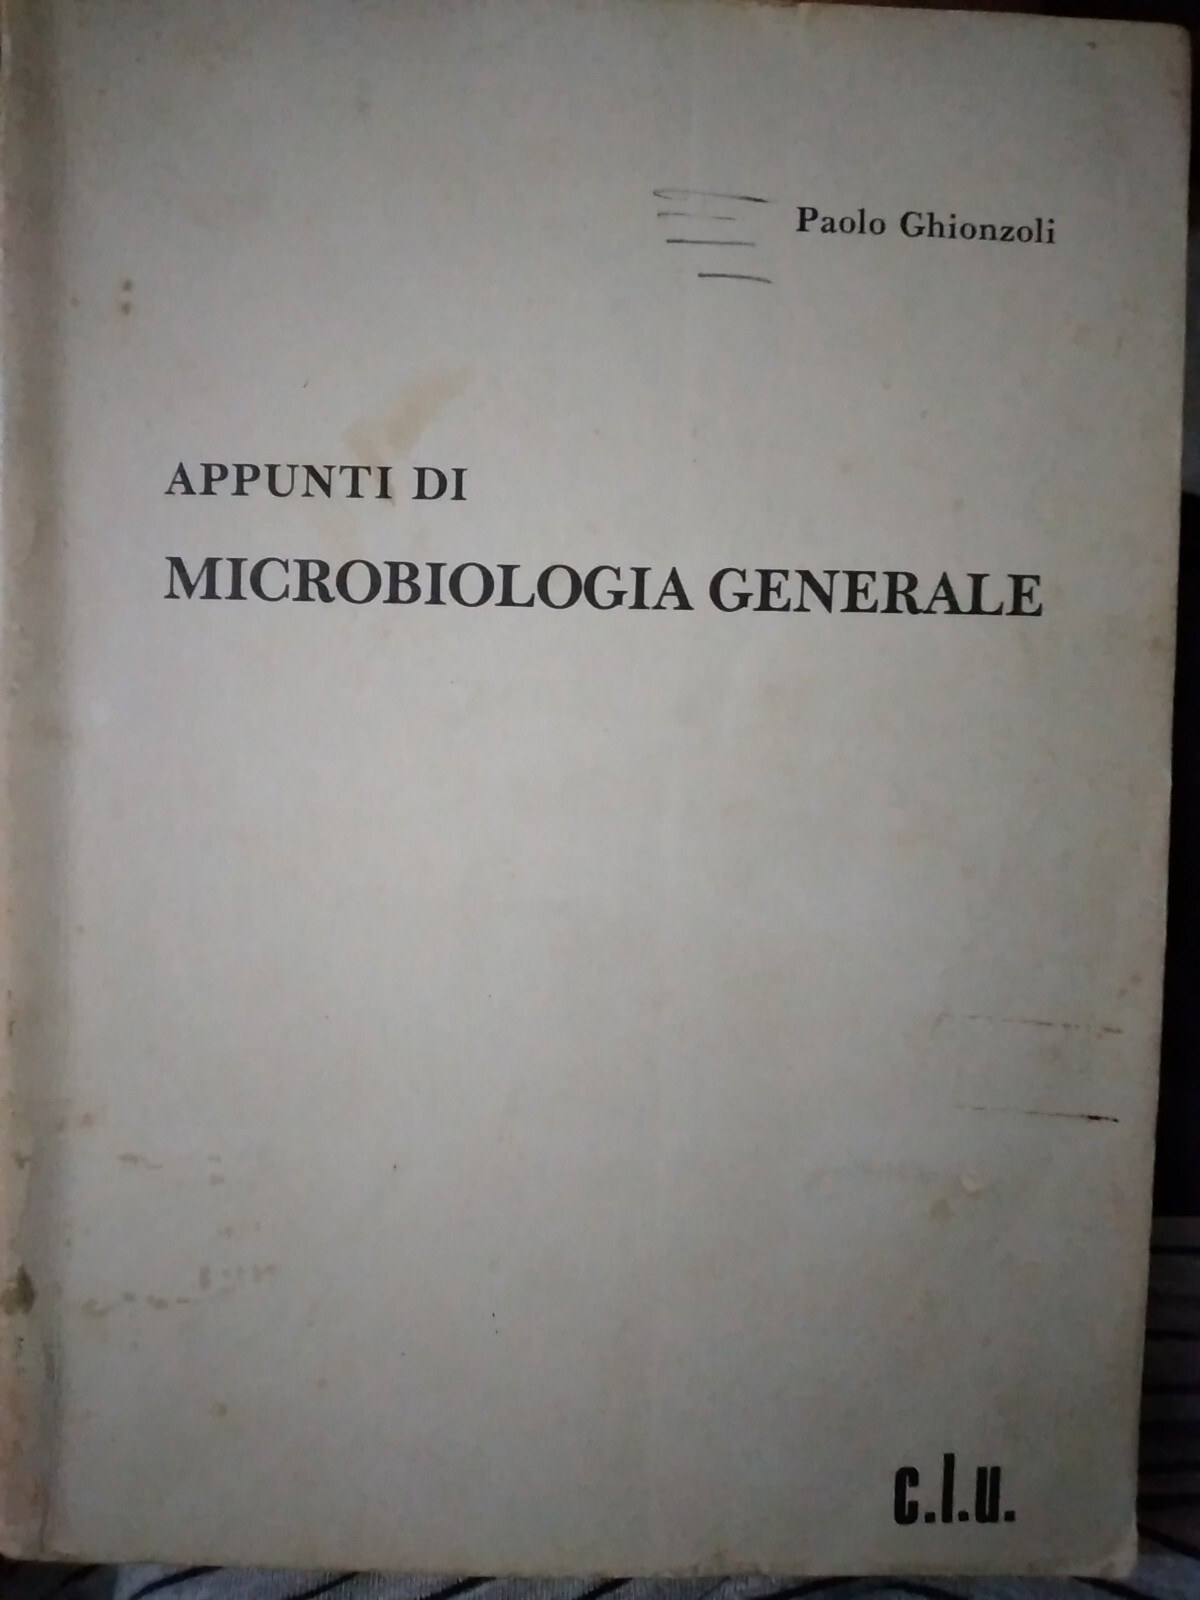 Paolo Ghionzoli
APPUNTI DI
MICROBIOLOGIA GENERALE
c.l.u.